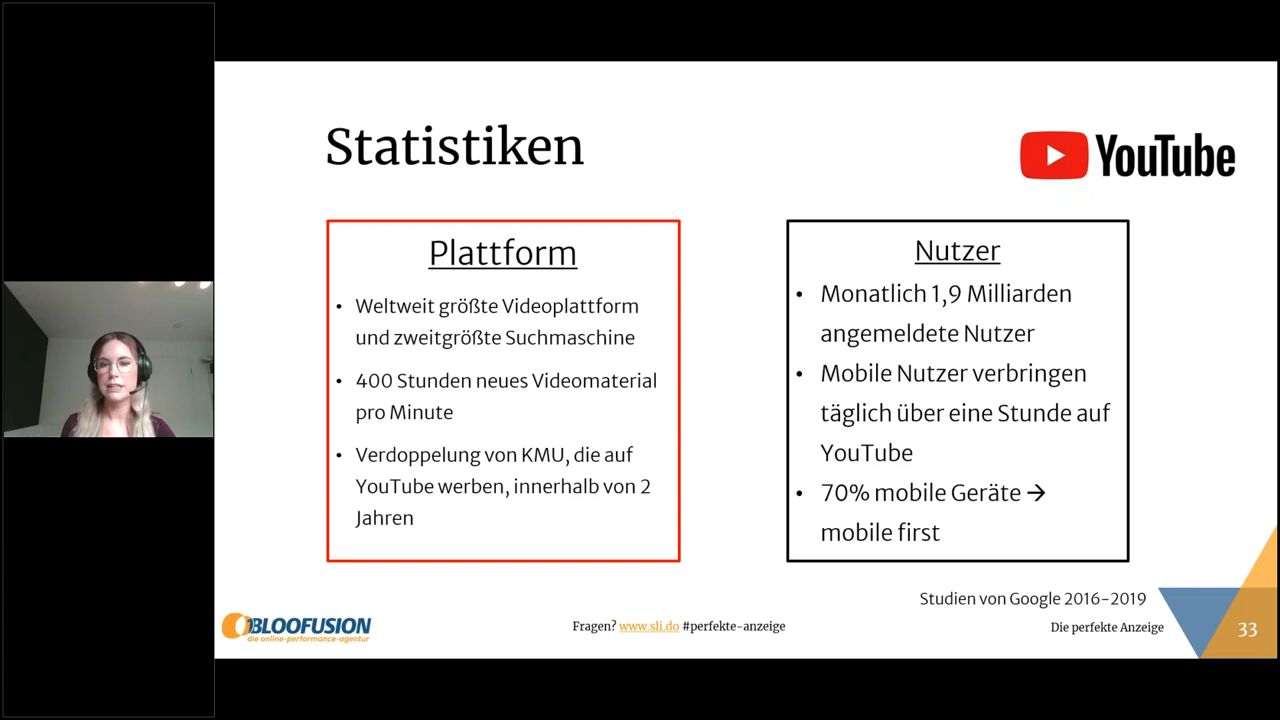 Statistiken
YouTube
Plattform
• Weltweit größte Videoplattform
und zweitgrößte Suchmaschine
• 400 Stunden neues Videomaterial
pro Minute
• Verdoppelung von KMU, die auf
YouTube werben, innerhalb von 2
Jahren
Nutzer
• Monatlich 1,9 Milliarden
angemeldete Nutzer
• Mobile Nutzer verbringen
täglich über eine Stunde auf
YouTube
• 70% mobile Geräte →
mobile first
Studien von Google 2016-2019
BLOOFUSION
die online-performance-agentur
Fragen? www.sli.do #perfekte-anzeige
Die perfekte Anzeige
33